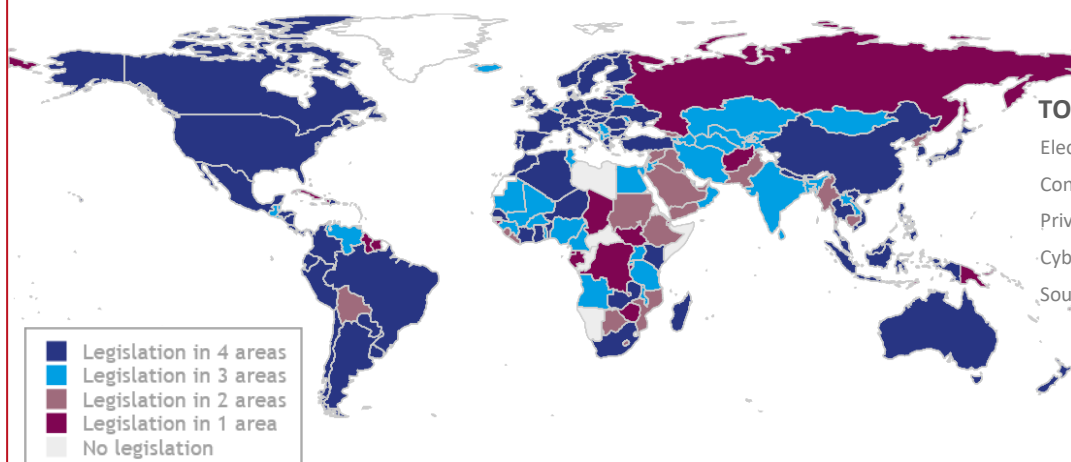 TO
Elec
Con
Priv
Cyb
Sou
Legislation in 4 areas
Legislation in 3 areas
Legislation in 2 areas
Legislation in 1 area
No legislation